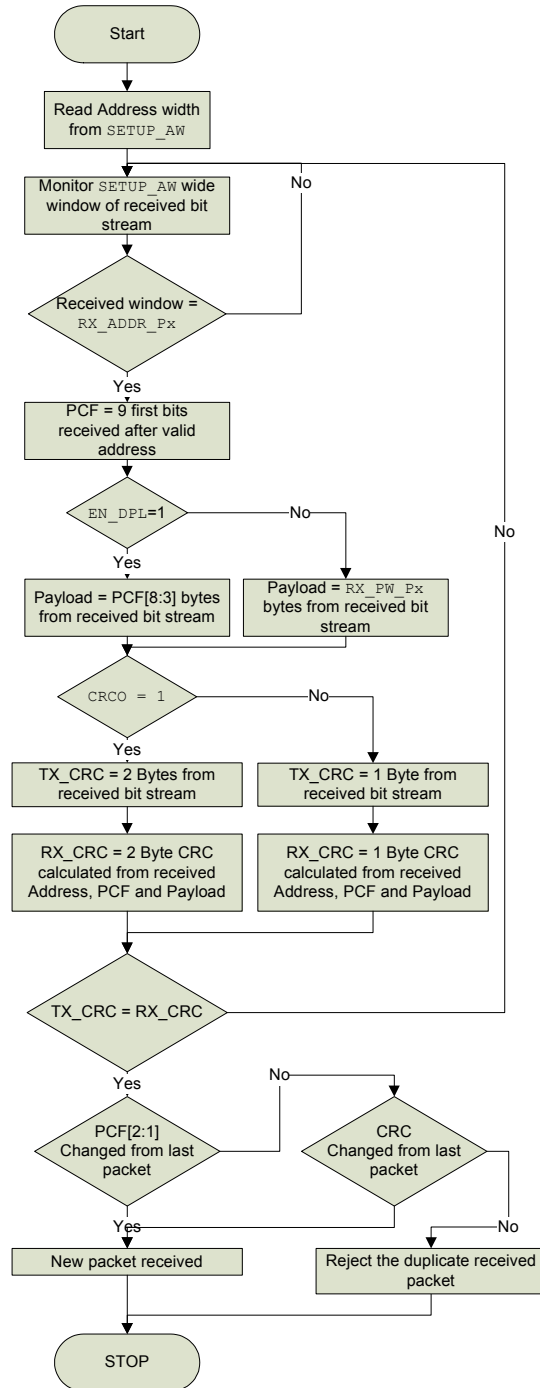 Start
Read Address width
from SETUP_AW
No
Monitor SETUP_AW wide
window of received bit
stream
Received window =
RX_ADDR_Px
Yes
PCF = 9 first bits
received after valid
address
EN_DPL=1
No
No
Yes
Payload = PCF[8:3] bytes
from received bit stream
Payload = RX_PW_Px
bytes from received bit
stream
CRCO = 1
No
Yes
TX_CRC = 2 Bytes from
received bit stream
TX_CRC = 1 Byte from
received bit stream
RX_CRC = 2 Byte CRC
calculated from received
Address, PCF and Payload
RX_CRC = 1 Byte CRC
calculated from received
Address, PCF and Payload
TX_CRC = RX_CRC
Yes
No
PCF[2:1]
Changed from last
packet
CRC
Changed from last
packet
Yes
No
New packet received
Reject the duplicate received
packet
STOP